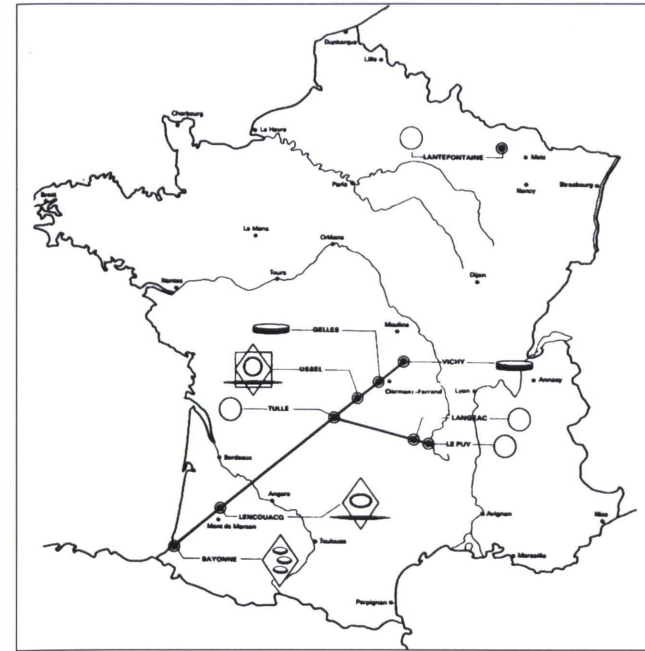 Dunkerque
Lille
Cherbourg
Le Havre
LANTEFONTAINE
Metz
Paris
Nancy
Strasbourg
Brest
Le Mans
Orléans
Nantes
Tours
Dijon
GELLES
Moulins
USSEL
VICHY
Clermont-Ferrand
Lyon
Annecy
TULLE
LANGEAC
LE PUY
Bordeaux
Angers
LENCOUACQ
Mont de Marsan
Avignon
Nice
Toulouse
BAYONNE
Marseille
Perpignan